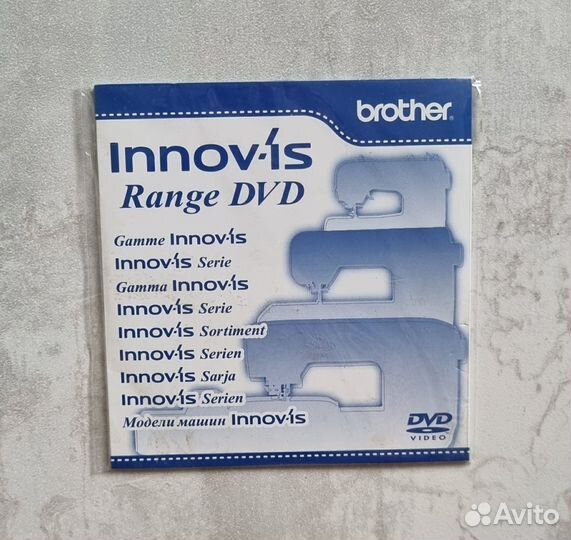 brother
Innov-is
Range DVD
Gamme Innov-is
Innov-is Serie
Gamma Innov-is
Innov-is Serie
Innov-is Sortiment
Innov-is Serien
Innov-is Sarja
Innov-is Serien
Модели машин Innov-is
DVD
VIDEO
Avito